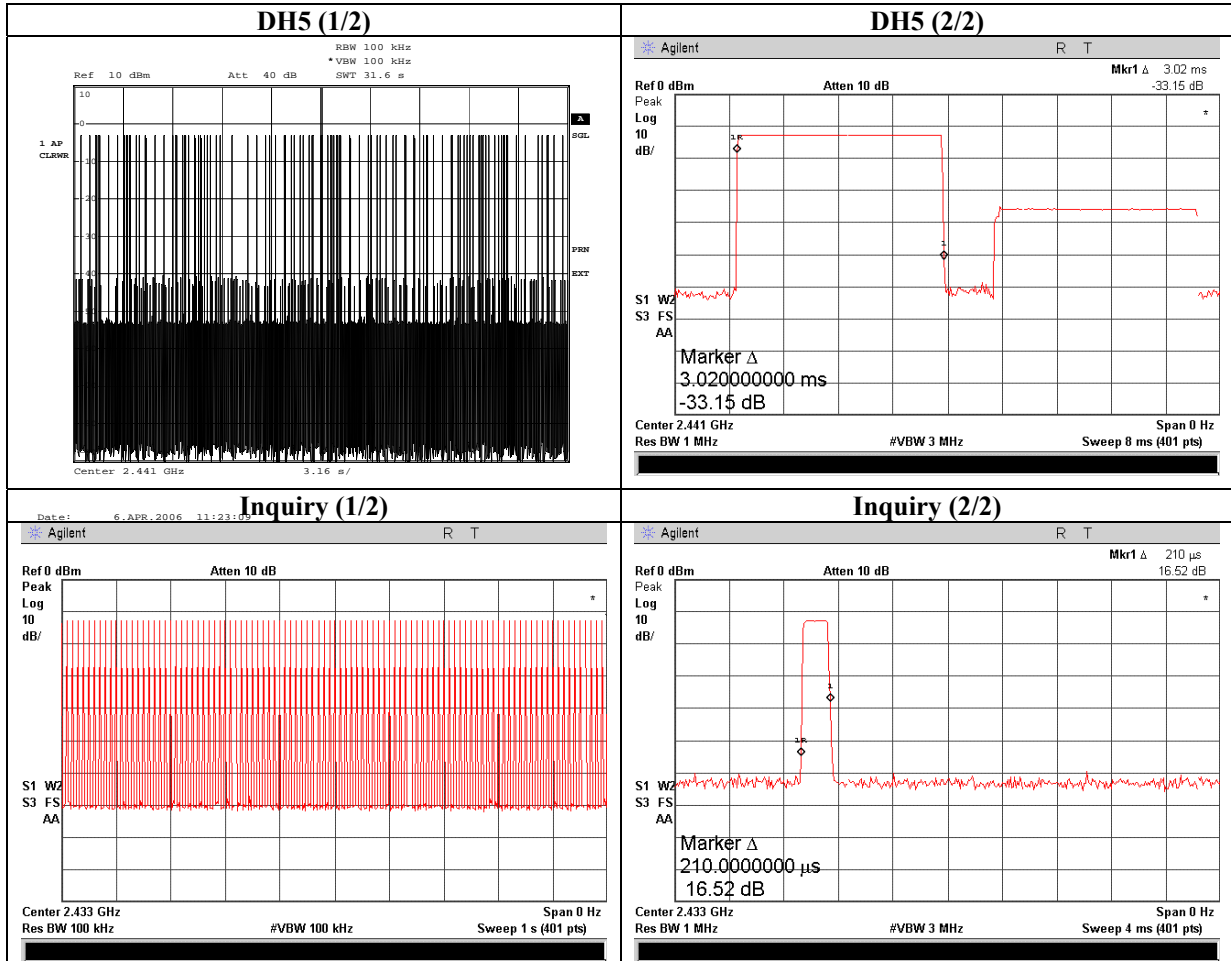 DH5 (1/2)
RBW 100 kHz
*VBW 100 kHz
Ref 10 dBm Att 40 dB SWT 31.6 s
10
0
A
SGL
1 AP
CLRWR
-10
-20
-30
PRN
-40
EXT
Center 2.441 GHz 3.16 s/
DH5 (2/2)
Agilent R T
Mkr1 Δ 3.02 ms
Ref 0 dBm Atten 10 dB -33.15 dB
Peak
Log
10
dB/
*
1R
1
S1 W2
S3 FS
AA
Marker Δ
3.020000000 ms
-33.15 dB
Center 2.441 GHz Span 0 Hz
Res BW 1 MHz #VBW 3 MHz Sweep 8 ms (401 pts)
Inquiry (1/2)
Date: 6.APR.2006 11:23:09
Agilent R T
Ref 0 dBm Atten 10 dB
Peak
Log
10
dB/
*
S1 W2
S3 FS
AA
Center 2.433 GHz Span 0 Hz
Res BW 100 kHz #VBW 100 kHz Sweep 1 s (401 pts)
Inquiry (2/2)
Agilent R T
Mkr1 Δ 210 μs
Ref 0 dBm Atten 10 dB 16.52 dB
Peak
Log
10
dB/
*
1R
1
S1 W2
S3 FS
AA
Marker Δ
210.0000000 μs
16.52 dB
Center 2.433 GHz Span 0 Hz
Res BW 1 MHz #VBW 3 MHz Sweep 4 ms (401 pts)